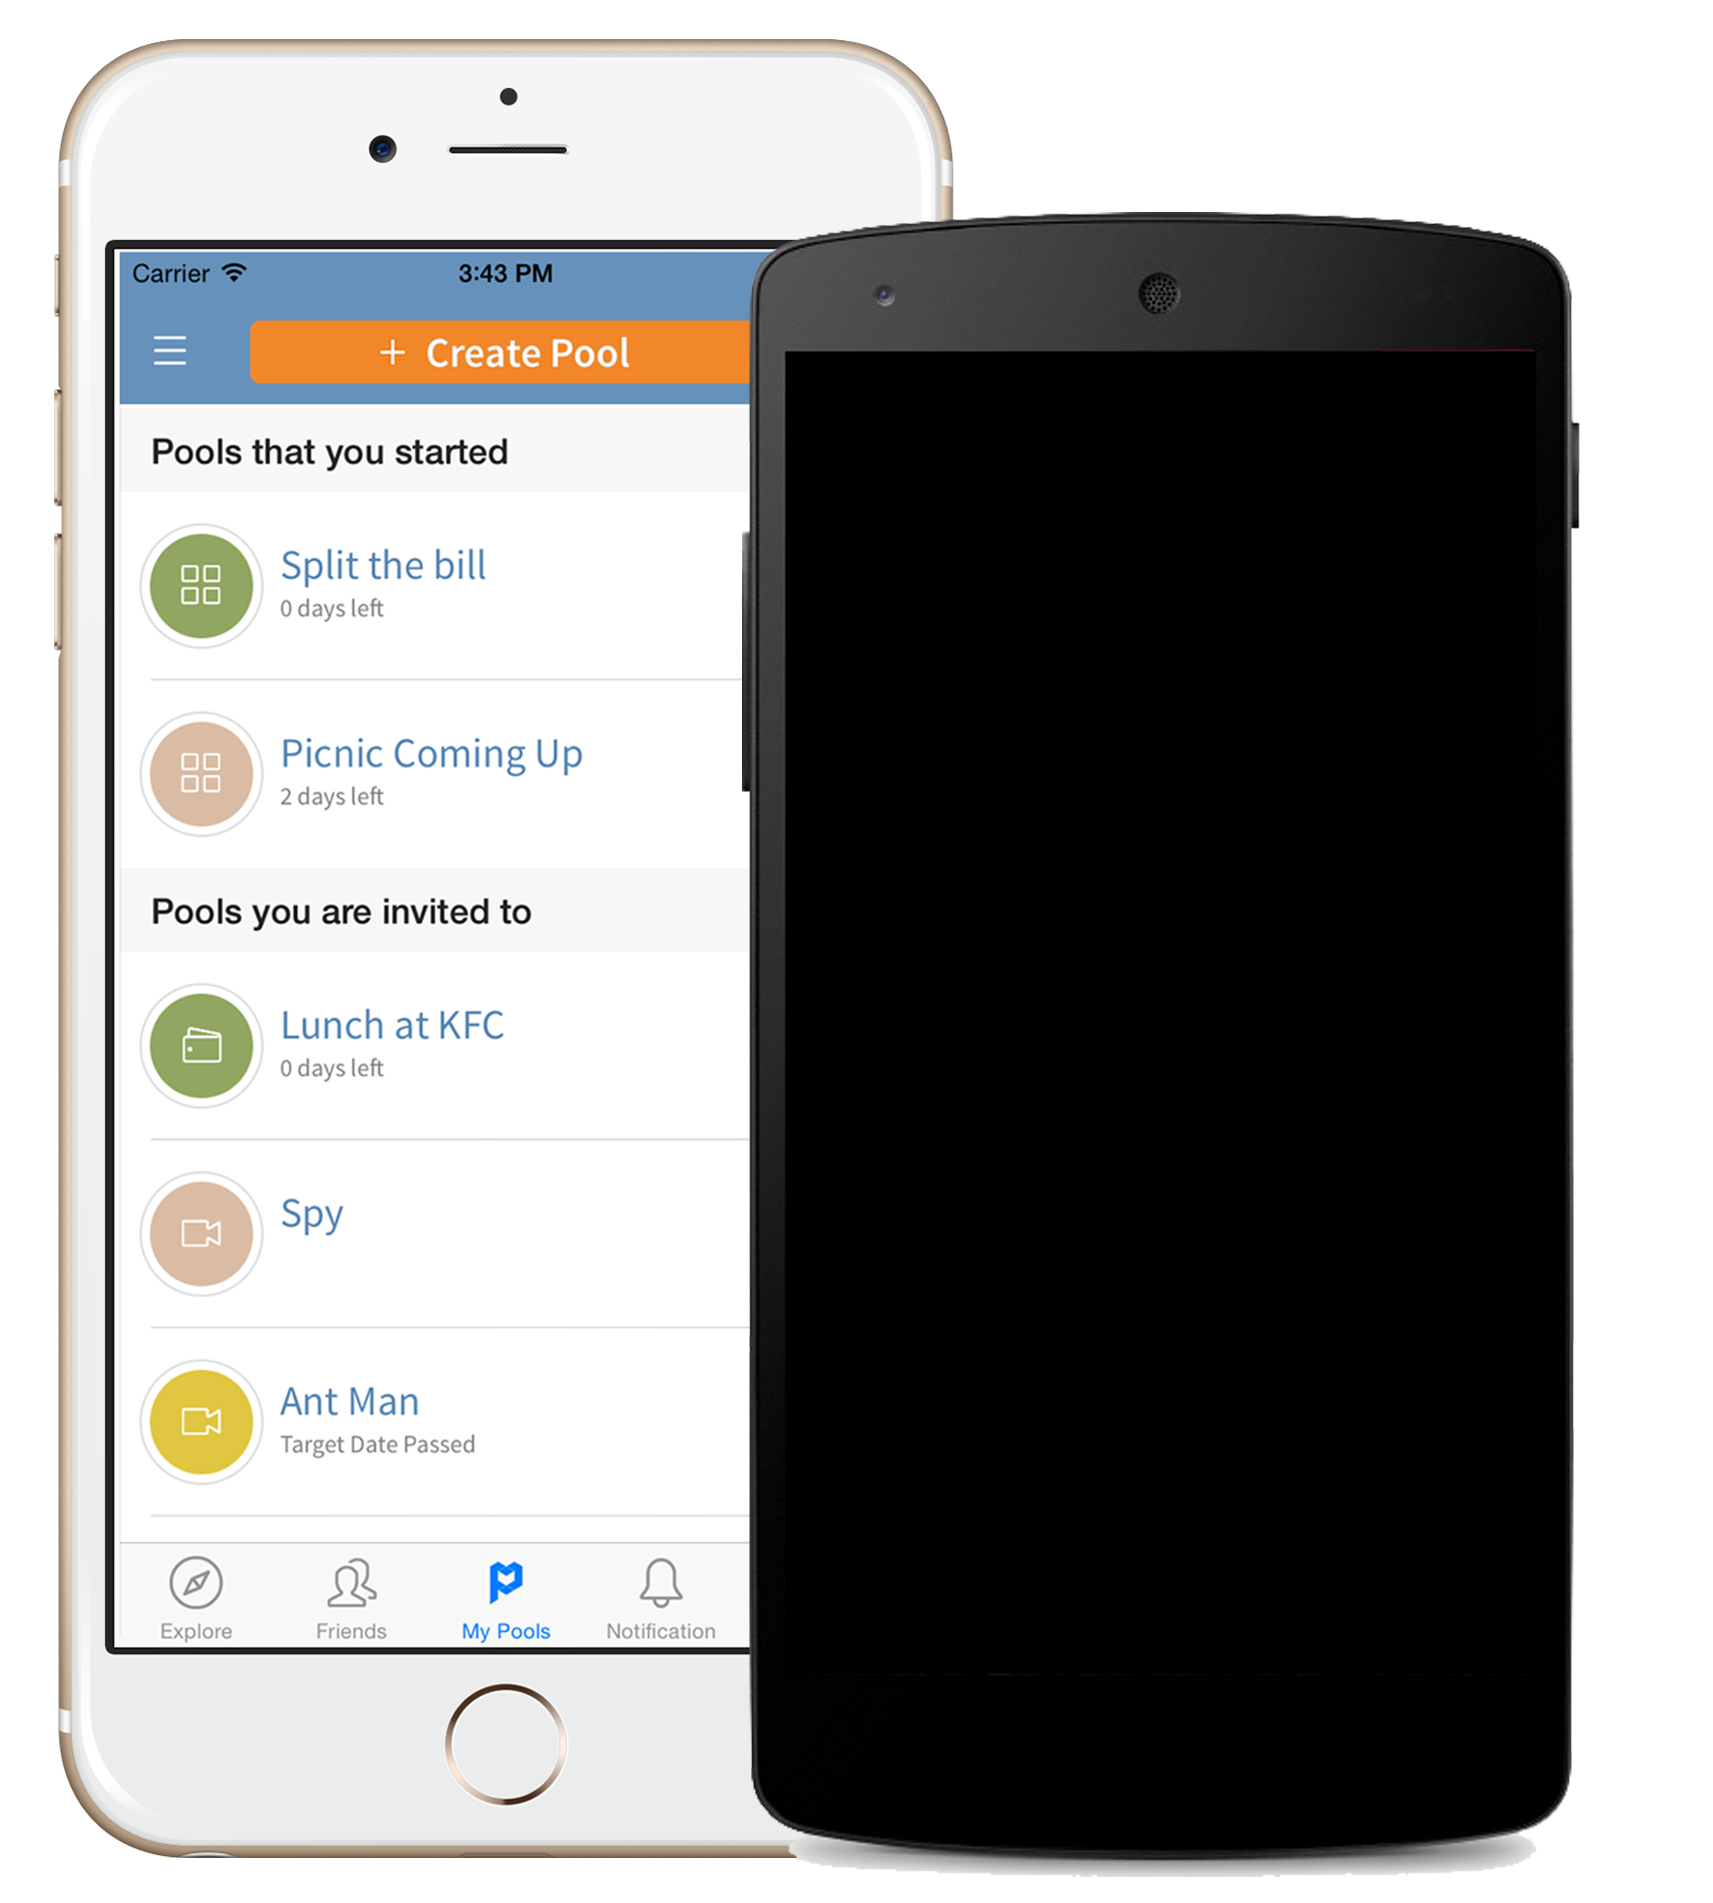 Carrier 3:43 PM
+ Create Pool
Pools that you started
Split the bill
0 days left
Picnic Coming Up
2 days left
Pools you are invited to
Lunch at KFC
0 days left
Spy
Ant Man
Target Date Passed
Explore Friends My Pools Notification